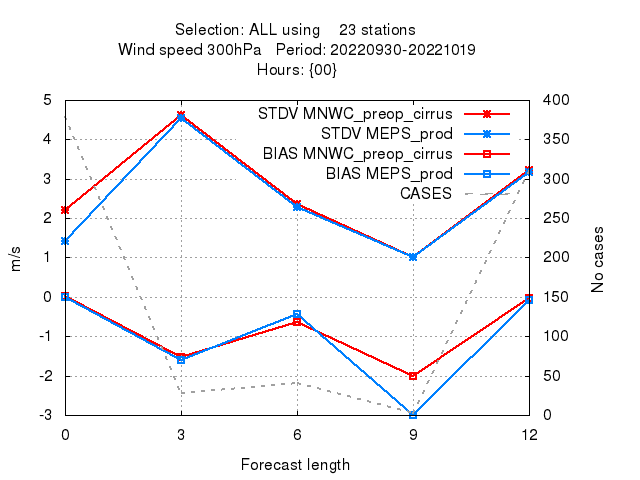 Selection: ALL using    23 stations
Wind speed 300hPa   Period: 20220930-20221019
Hours: {00}
5 400
STDV MNWC_preop_cirrus
4 350
STDV MEPS_prod
BIAS MNWC_preop_cirrus
3 300
BIAS MEPS_prod
CASES
2 250
1 200
m/s
No cases
0 150
-1 100
-2 50
-3 0
0 3 6 9 12
Forecast length